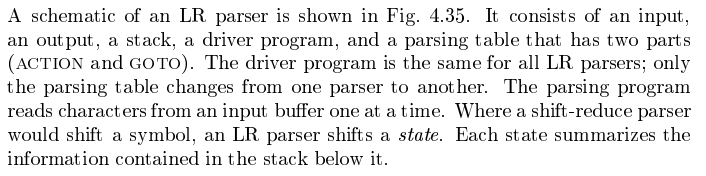 A schematic of an LR parser is shown in Fig. 4.35. It consists of an input,
an output, a stack, a driver program, and a parsing table that has two parts
(ACTION and GOTO). The driver program is the same for all LR parsers; only
the parsing table changes from one parser to another. The parsing program
reads characters from an input buffer one at a time. Where a shift-reduce parser
would shift a symbol, an LR parser shifts a state. Each state summarizes the
information contained in the stack below it.